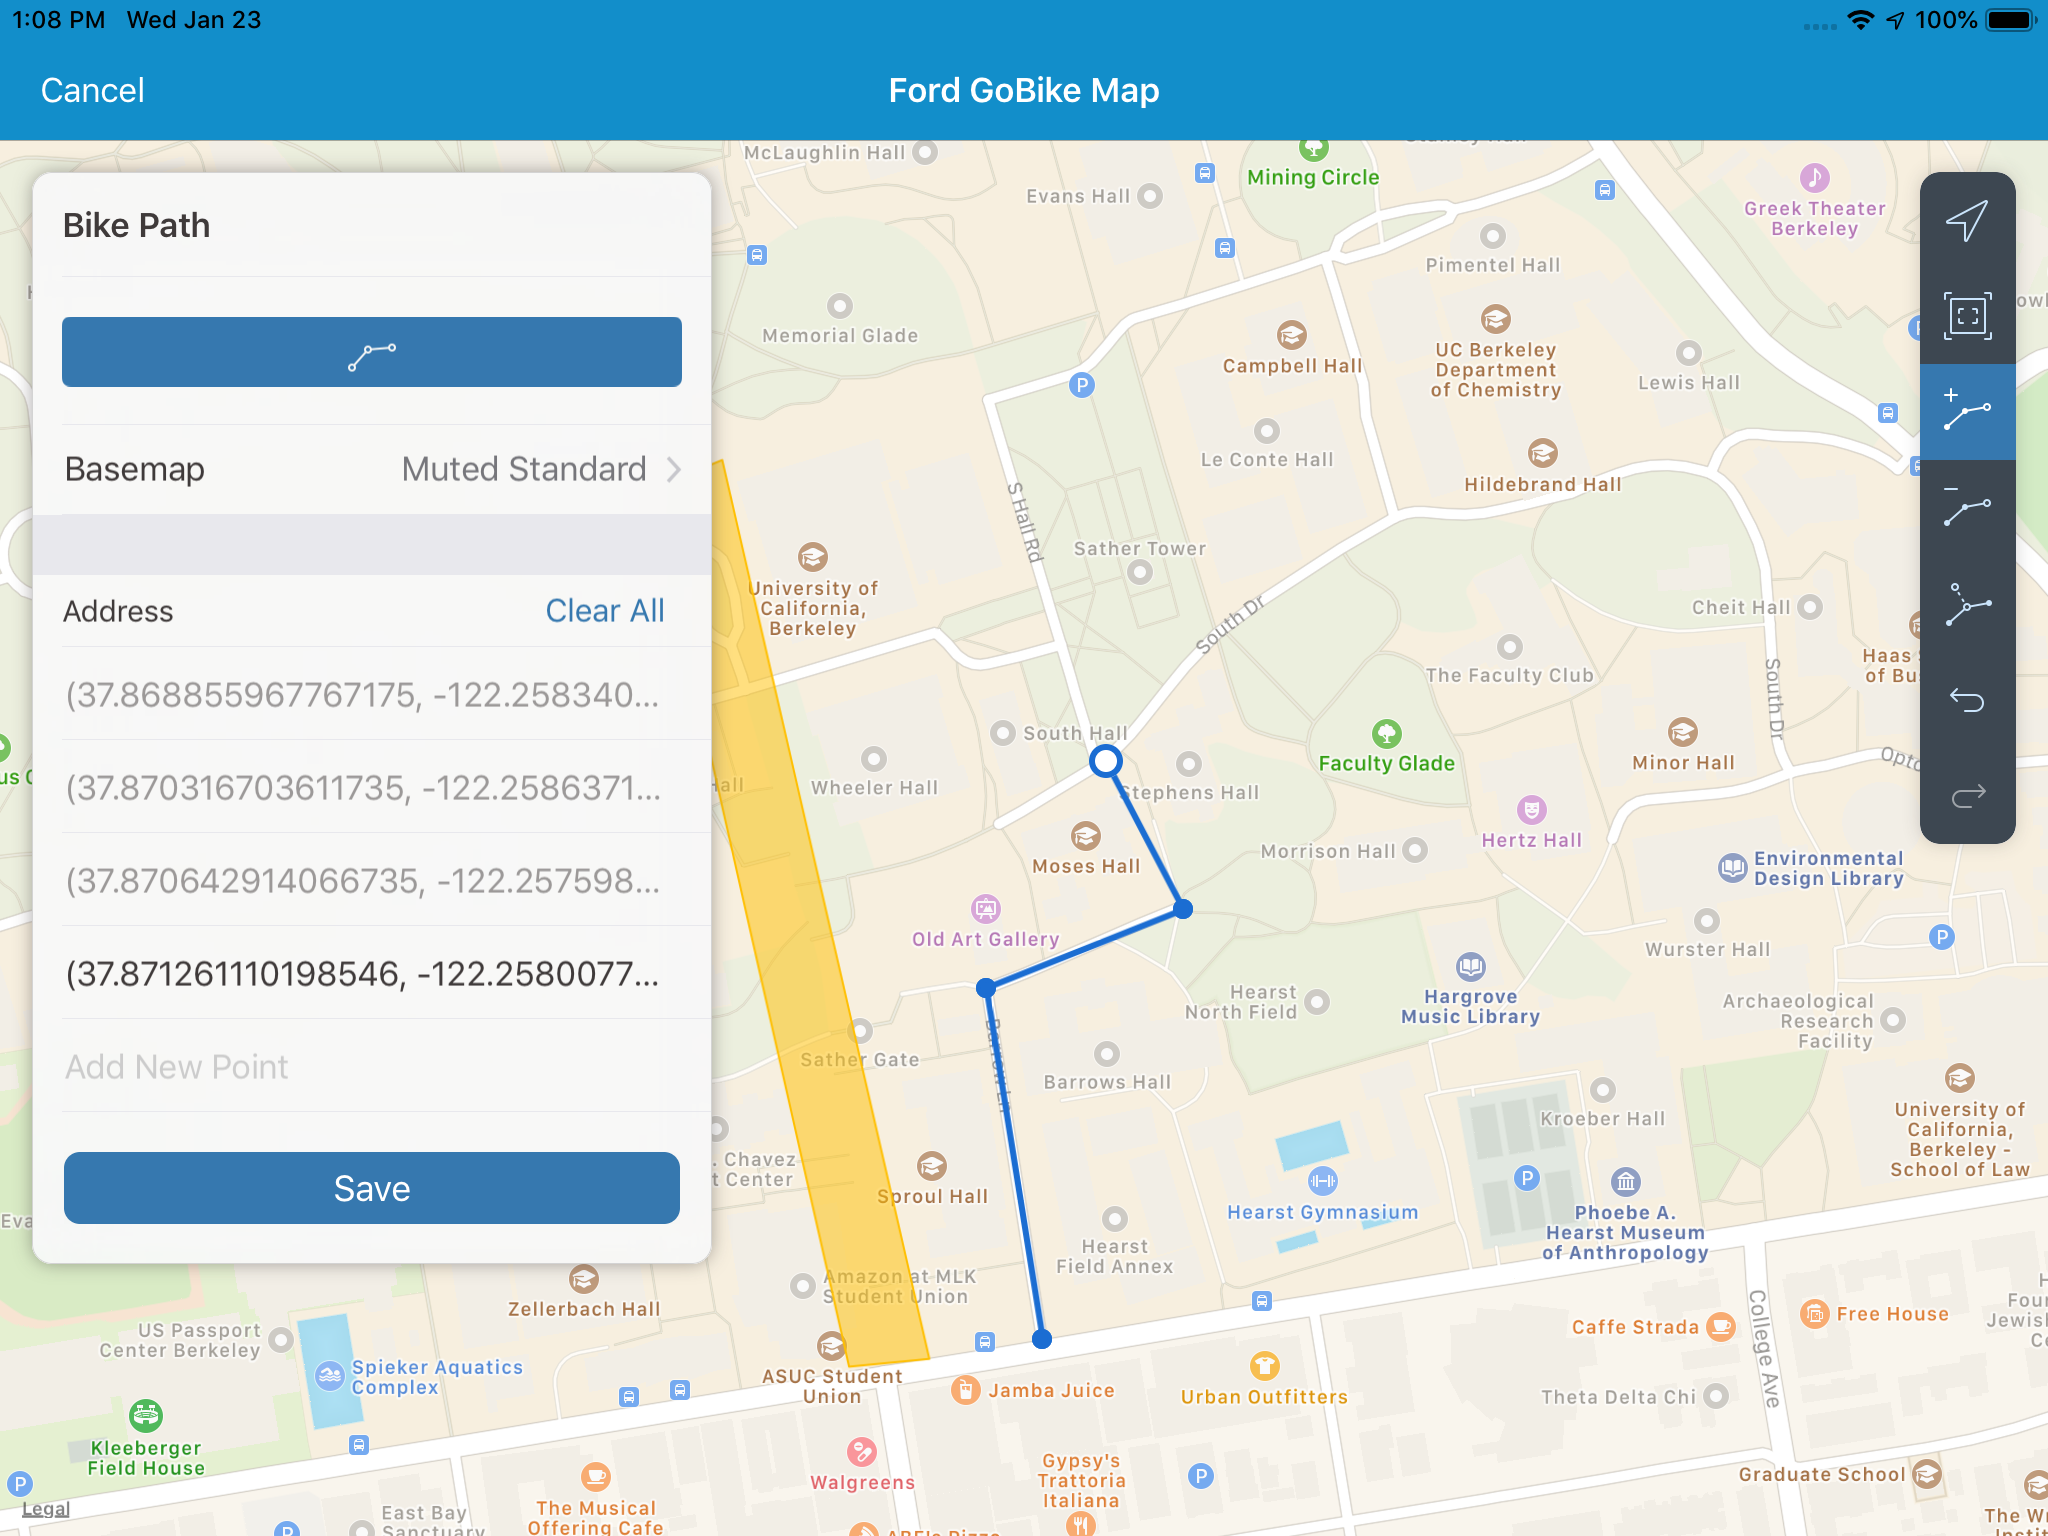 1:08 PM Wed Jan 23
100%
Cancel
Ford GoBike Map
Bike Path
Basemap
Muted Standard
Address
Clear All
(37.868855967767175, -122.258340...
(37.870316703611735, -122.2586371...
(37.870642914066735, -122.257598...
(37.871261110198546, -122.2580077...
Add New Point
Save
McLaughlin Hall
Evans Hall
Mining Circle
Greek Theater
Berkeley
Pimentel Hall
Memorial Glade
Campbell Hall
UC Berkeley
Department
of Chemistry
Lewis Hall
P
Le Conte Hall
Hildebrand Hall
S Hall Rd
Sather Tower
University of
California,
Berkeley
South Dr
Cheit Hall
The Faculty Club
Haas
of Bus
South Dr
South Hall
Faculty Glade
Minor Hall
Wheeler Hall
Stephens Hall
Hertz Hall
Moses Hall
Morrison Hall
Environmental
Design Library
Old Art Gallery
Wurster Hall
P
Hearst
North Field
Hargrove
Music Library
Archaeological
Research
Facility
Sather Gate
Barrow Ln
Barrows Hall
Kroeber Hall
University of
California,
Berkeley -
School of Law
. Chavez
t Center
Sproul Hall
Hearst Gymnasium
P
Phoebe A.
Hearst Museum
of Anthropology
Hearst
Field Annex
Amazon at MLK
Student Union
Zellerbach Hall
US Passport
Center Berkeley
Spieker Aquatics
Complex
ASUC Student
Union
Jamba Juice
Urban Outfitters
Caffe Strada
Free House
College Ave
Theta Delta Chi
Kleeberger
Field House
P
Legal
Walgreens
Gypsy's
Trattoria
Italiana
P
Graduate School
East Bay
Sanctuary
The Musical
Offering Cafe
P